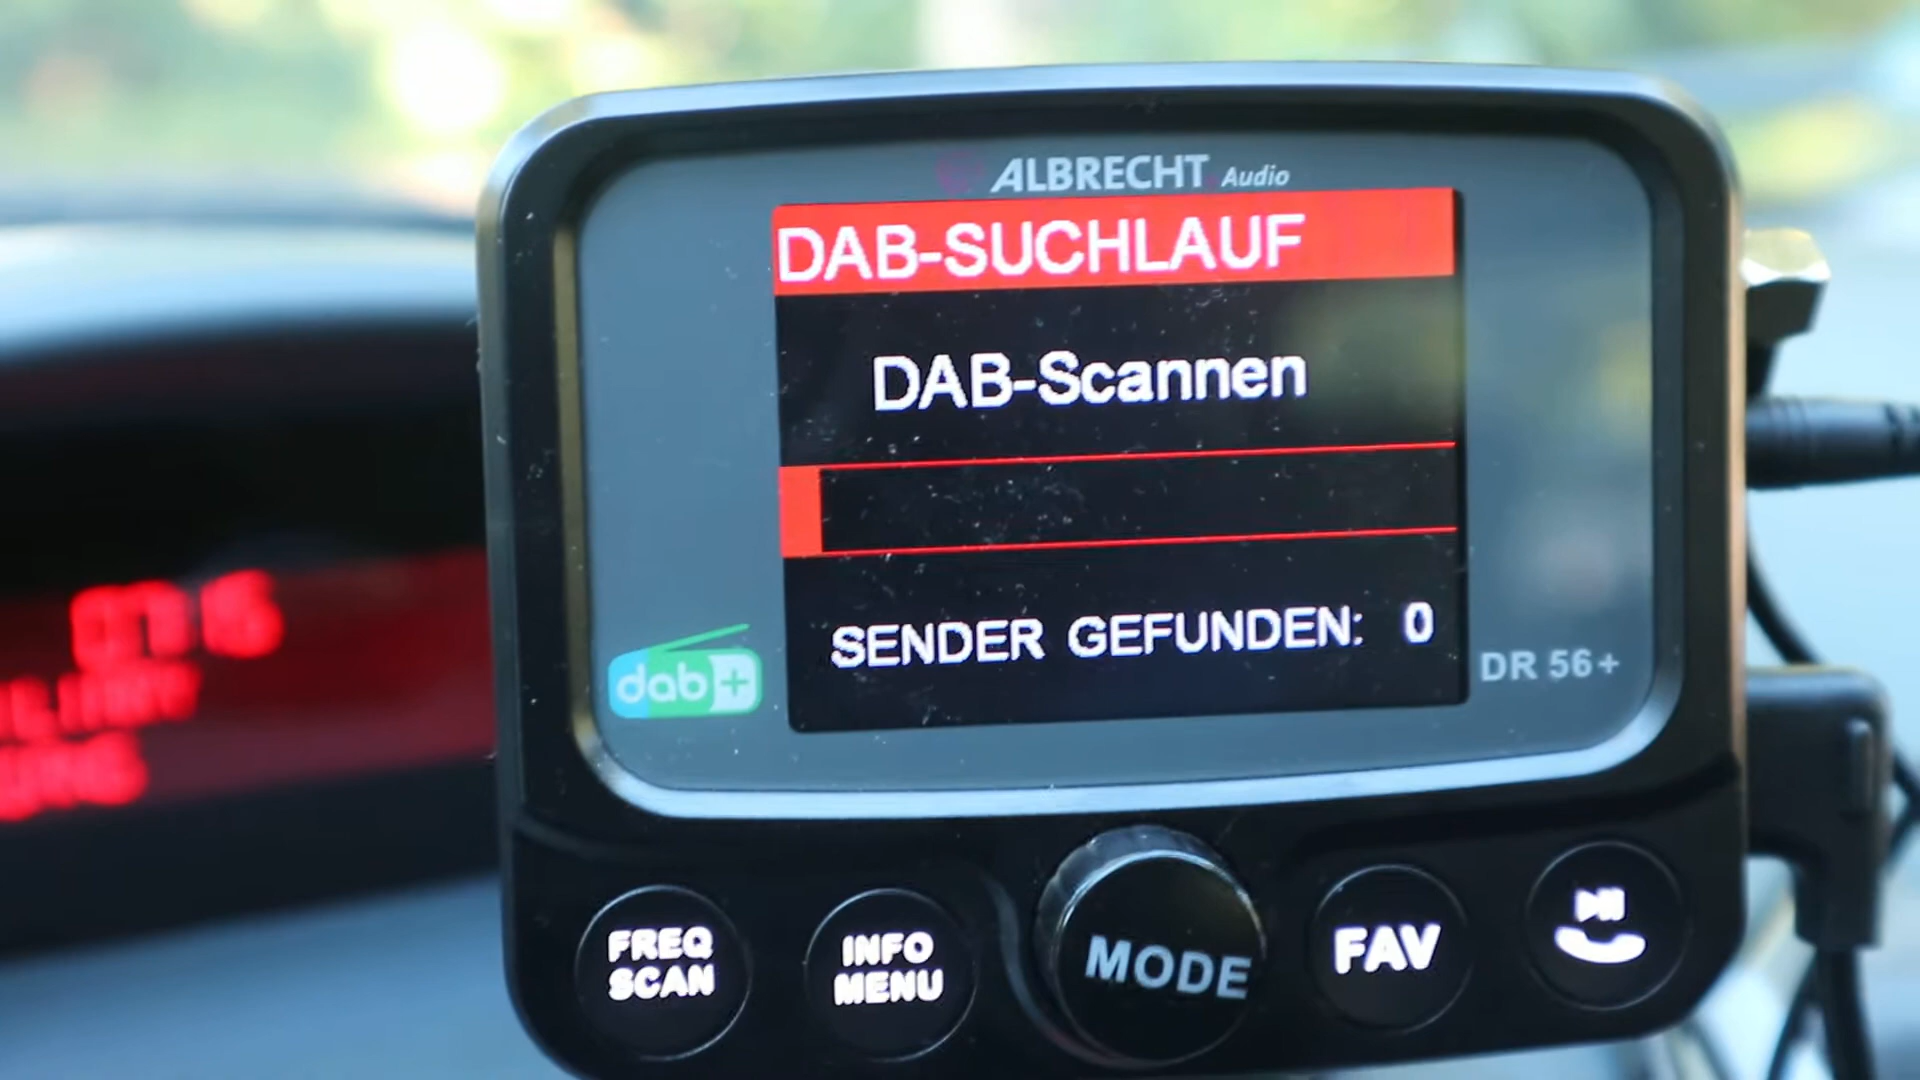 ALBRECHT Audio
DAB-SUCHLAUF
DAB-Scannen
SENDER GEFUNDEN: 0
dab+
DR 56+
FREQ
SCAN
INFO
MENU
MODE
FAV